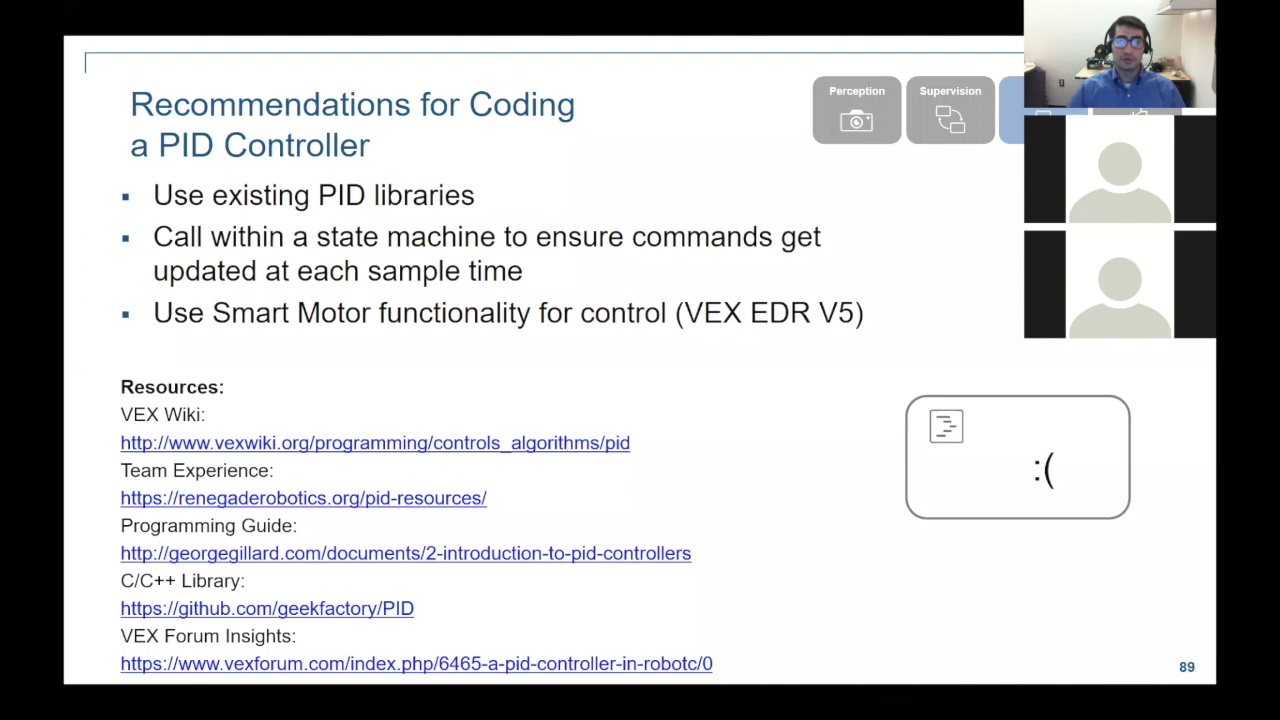 Recommendations for Coding
a PID Controller
Perception
Supervision
▪ Use existing PID libraries
▪ Call within a state machine to ensure commands get
updated at each sample time
▪ Use Smart Motor functionality for control (VEX EDR V5)
Resources:
VEX Wiki:
http://www.vexwiki.org/programming/controls_algorithms/pid
Team Experience:
https://renegaderobotics.org/pid-resources/
Programming Guide:
http://georgegillard.com/documents/2-introduction-to-pid-controllers
C/C++ Library:
https://github.com/geekfactory/PID
VEX Forum Insights:
https://www.vexforum.com/index.php/6465-a-pid-controller-in-robotc/0
:(
89